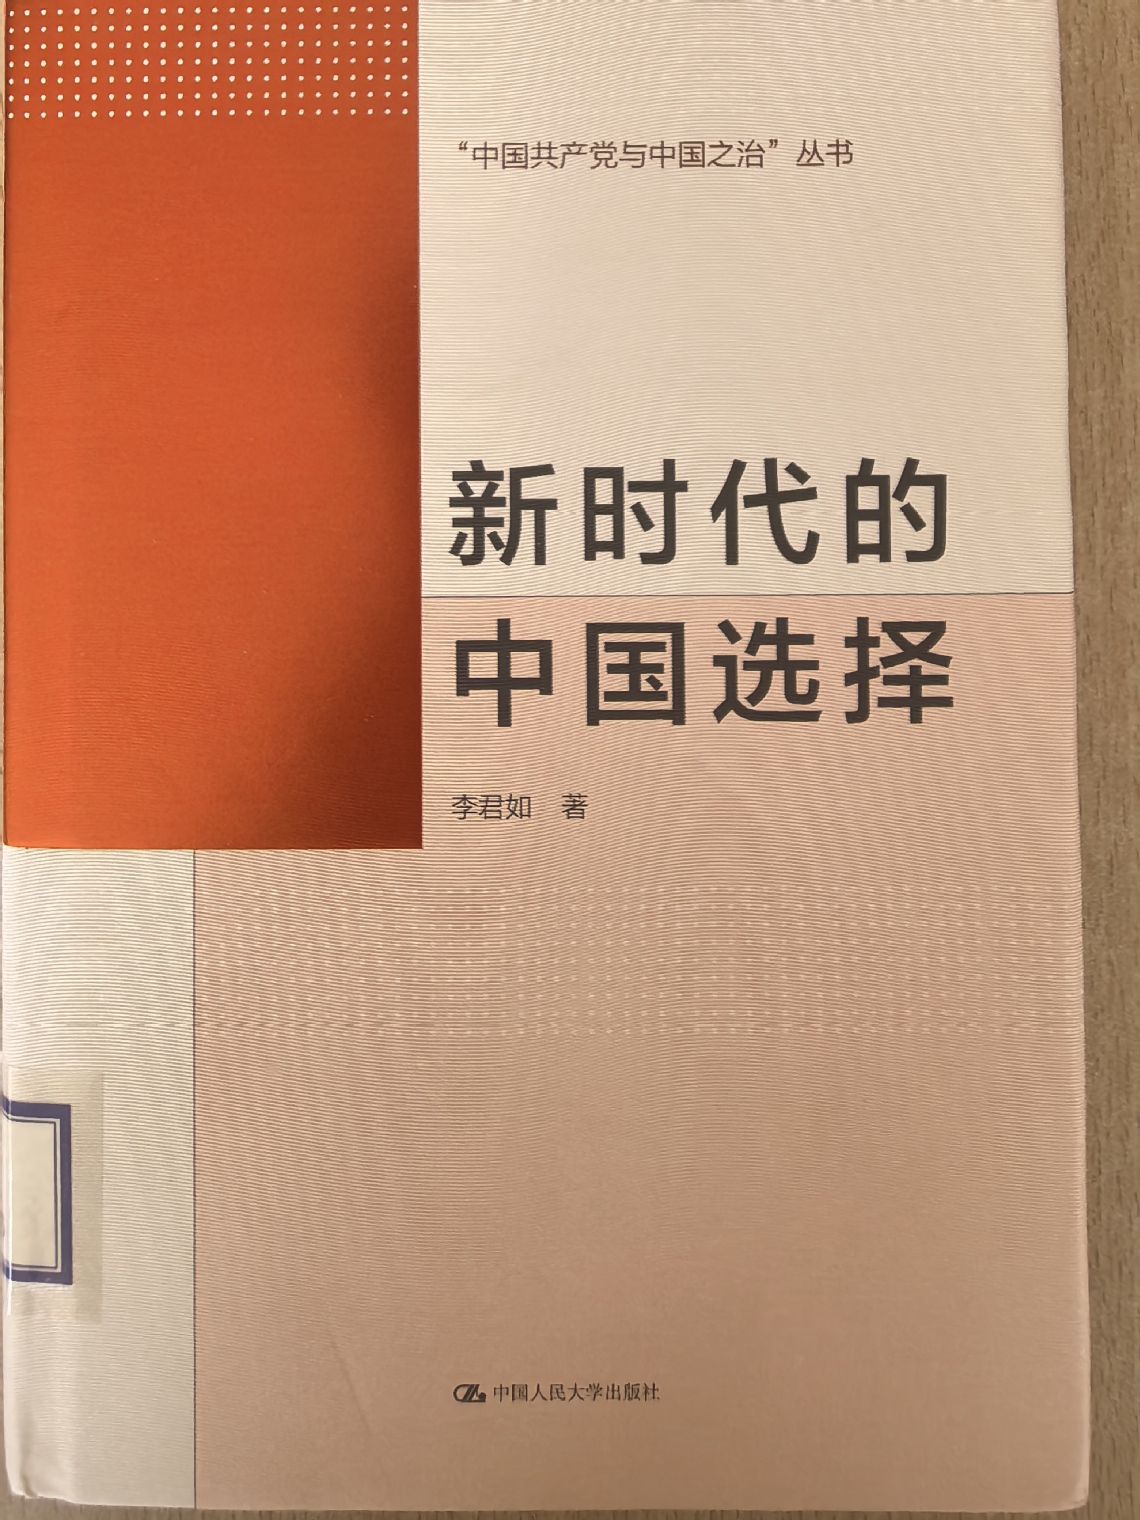 “中国共产党与中国之治”丛书
新时代的
中国选择
李君如 著
中国人民大学出版社